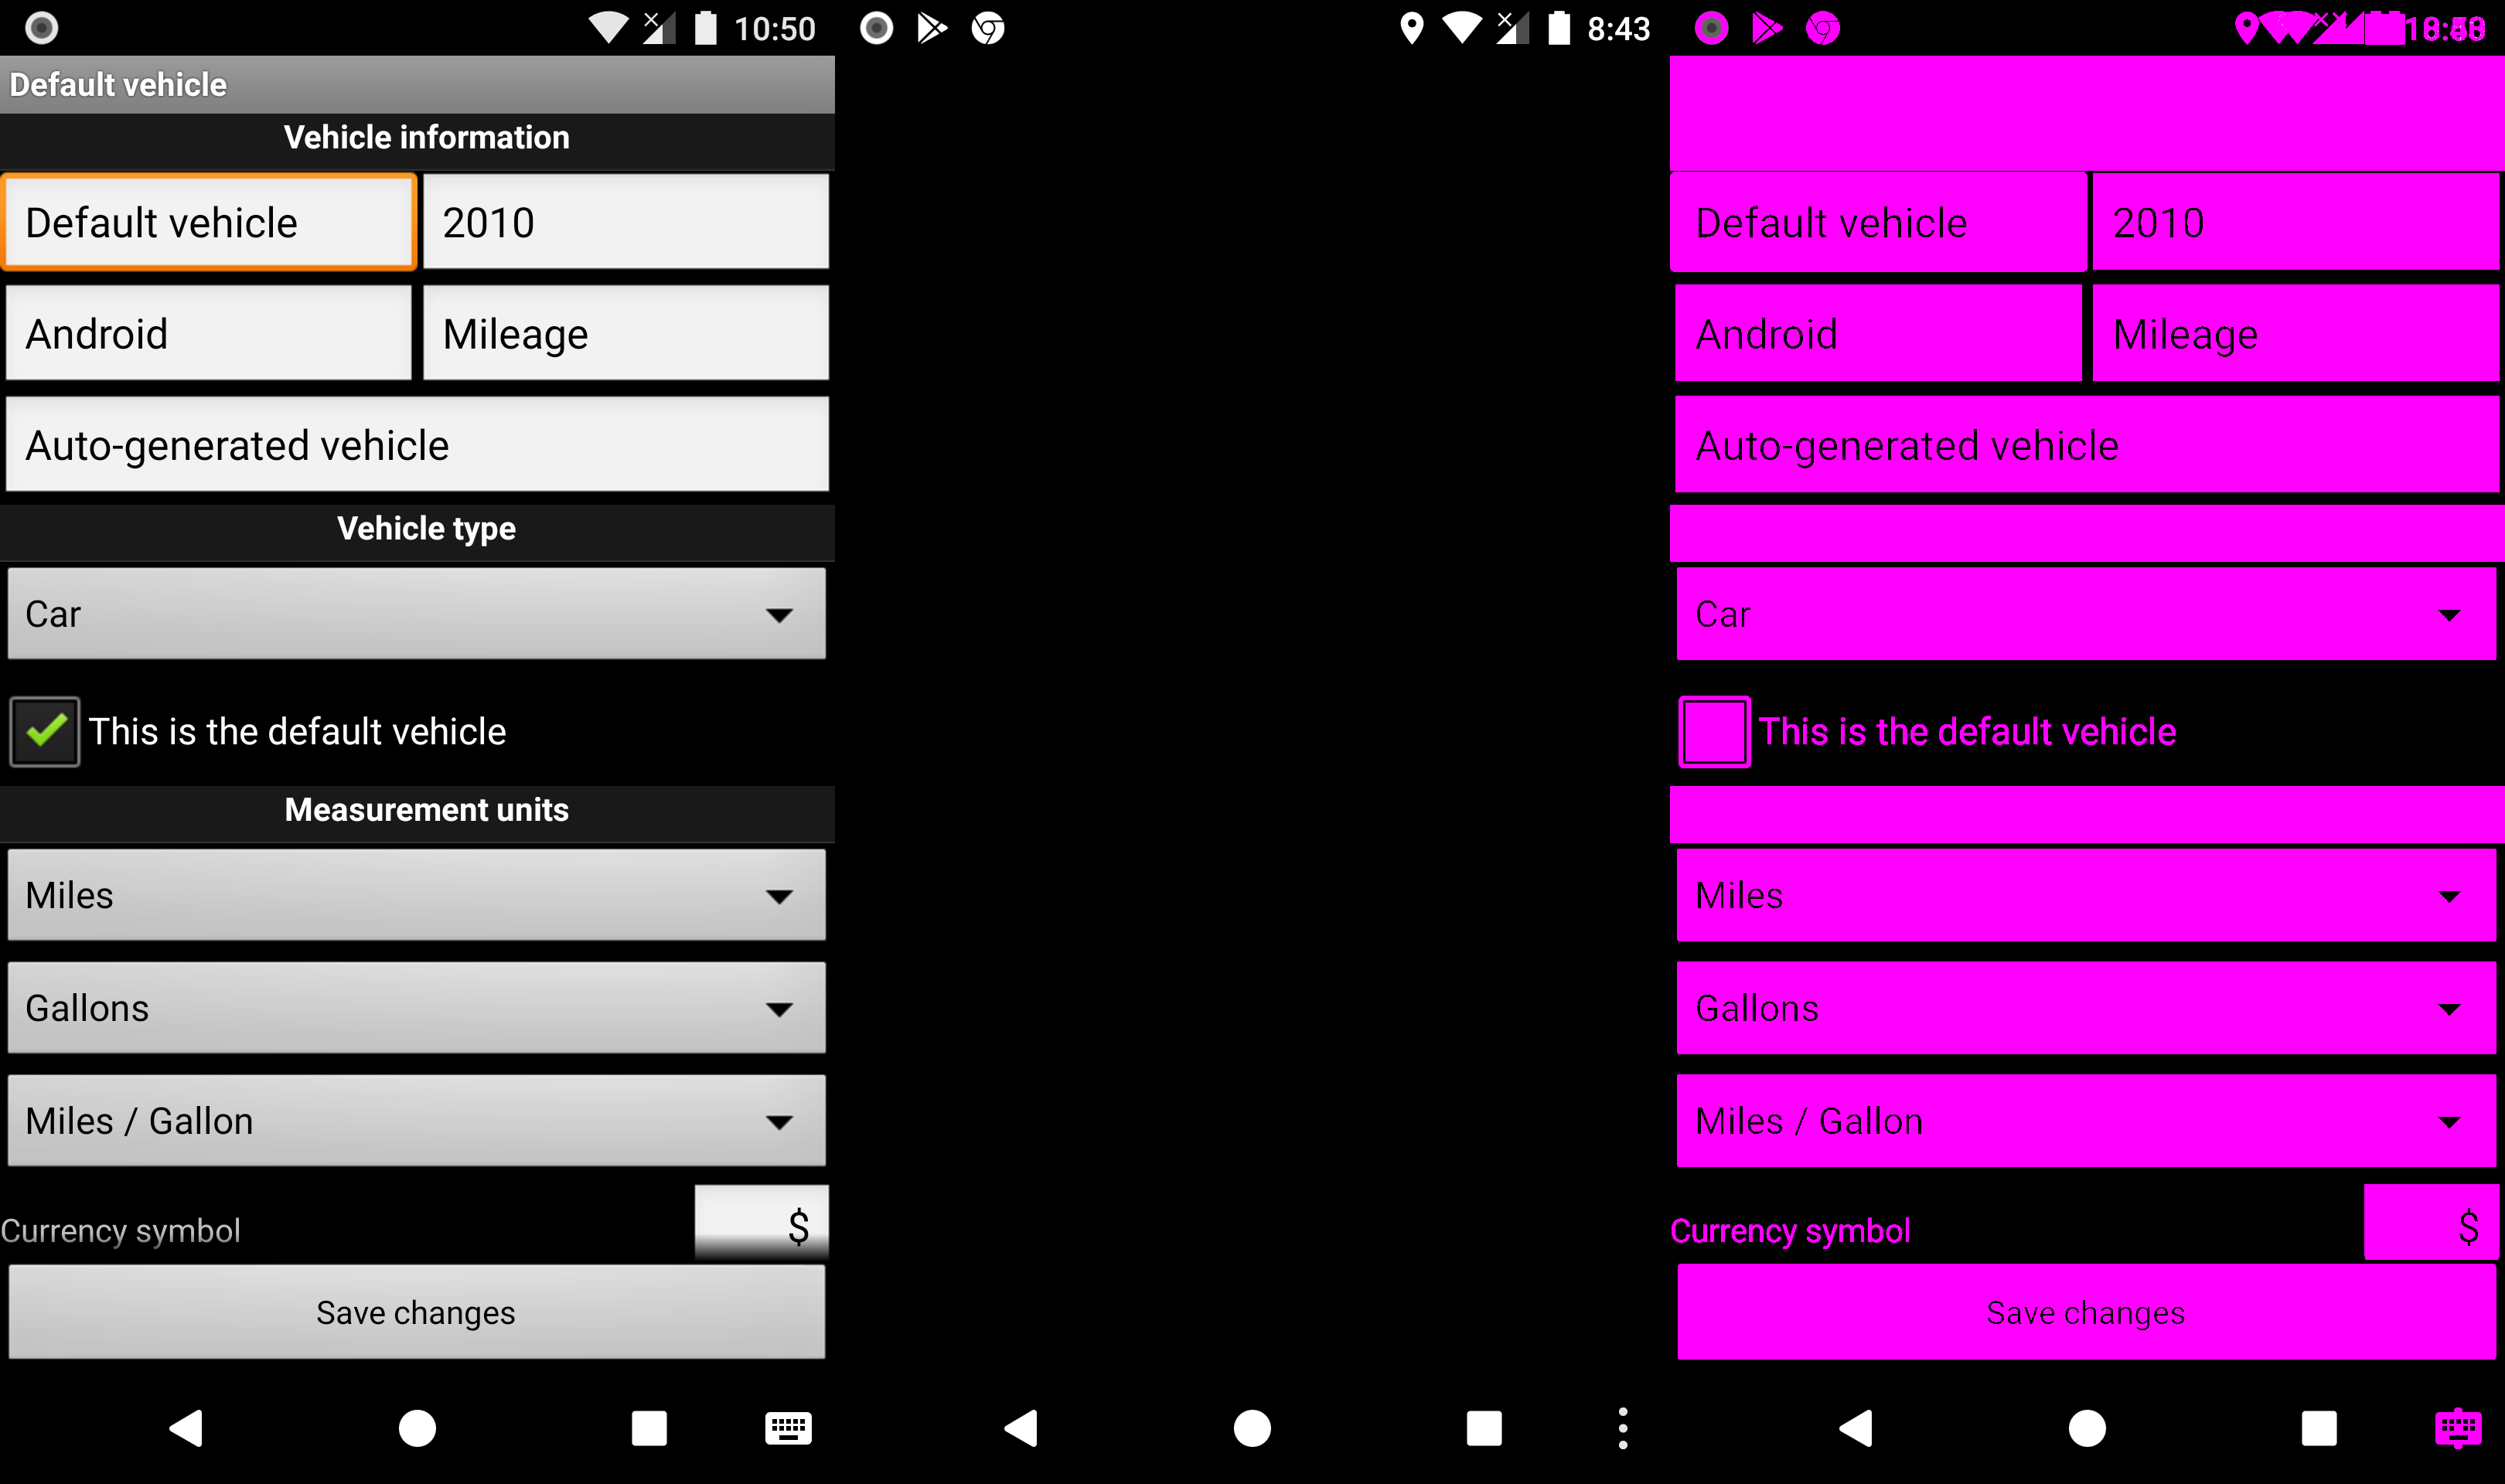 10:50
Default vehicle
Vehicle information
Default vehicle 2010
Android Mileage
Auto-generated vehicle
Vehicle type
Car
This is the default vehicle
Measurement units
Miles
Gallons
Miles / Gallon
Currency symbol $
Save changes
8:43
Default vehicle 2010
Android Mileage
Auto-generated vehicle
Car
This is the default vehicle
Miles
Gallons
Miles / Gallon
Currency symbol $
Save changes